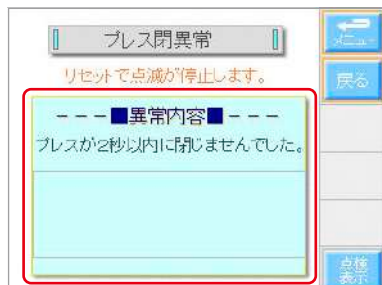 プレス閉異常
メニュー
リセットで点滅が停止します。
戻る
---■異常内容■---
プレスが2秒以内に閉じませんでした。
点検
表示